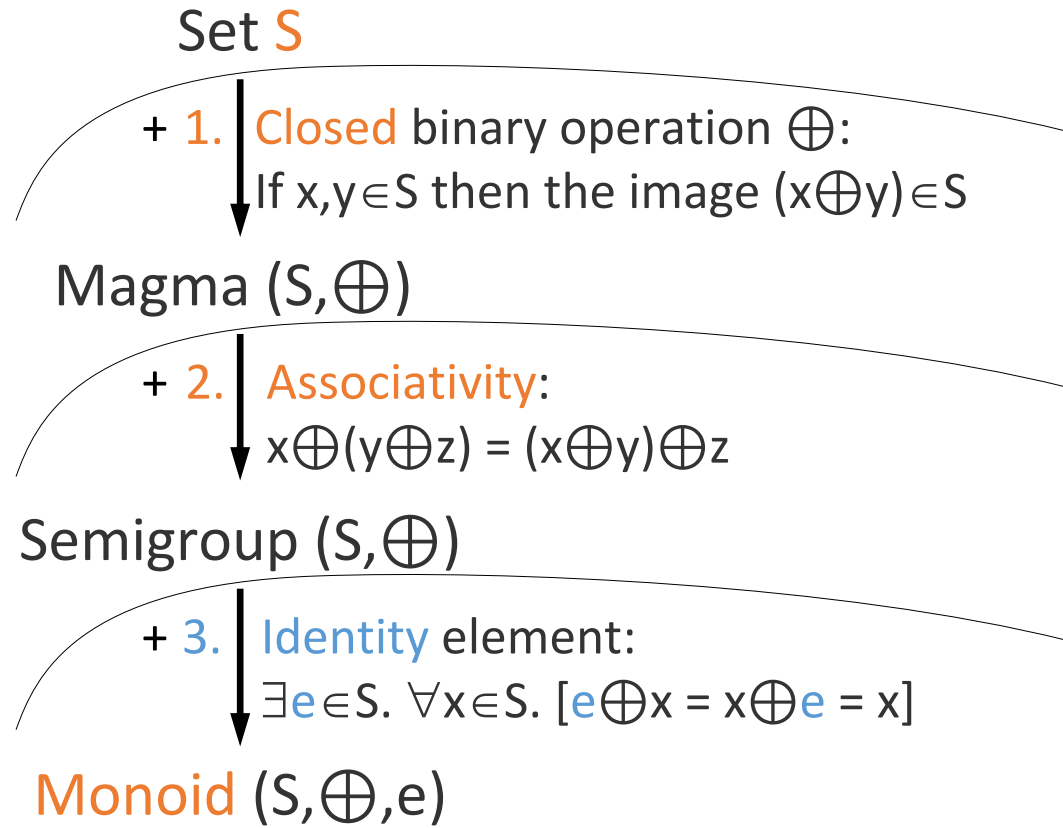 Set S
+ 1. Closed binary operation ⊕:
If x,y∈S then the image (x⊕y)∈S
Magma (S,⊕)
+ 2. Associativity:
x⊕(y⊕z) = (x⊕y)⊕z
Semigroup (S,⊕)
+ 3. Identity element:
∃e∈S. ∀x∈S. [e⊕x = x⊕e = x]
Monoid (S,⊕,e)